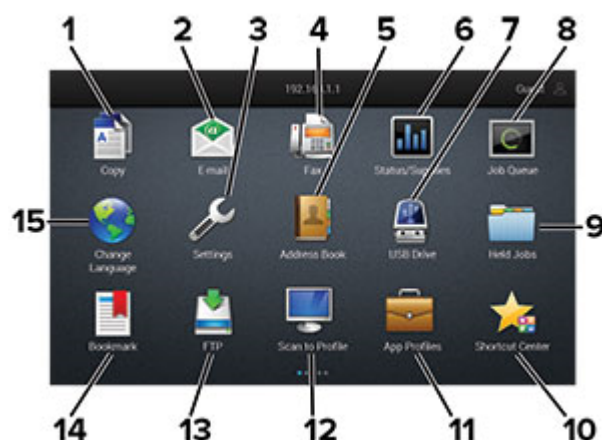 1 2 3 4 5 6 7 8
192.168.1.1 Guest
Copy E-mail Fax Status/Supplies Job Queue
15 9
Change Language Settings Address Book USB Drive Held Jobs
Bookmark FTP Scan to Profile App Profiles Shortcut Center
14 13 12 11 10